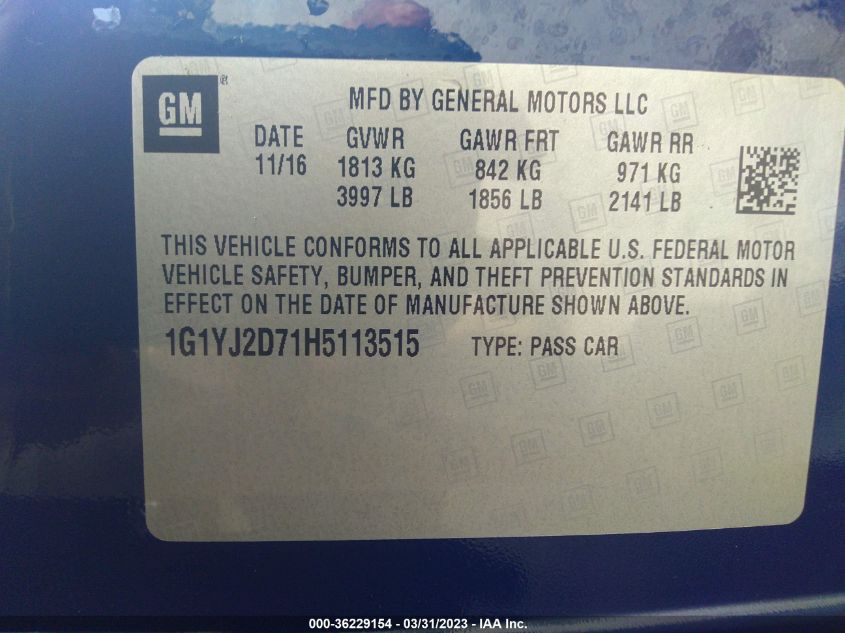 GM ®
MFD BY GENERAL MOTORS LLC
DATE GVWR GAWR FRT GAWR RR
11/16 1813 KG 842 KG 971 KG
3997 LB 1856 LB 2141 LB
THIS VEHICLE CONFORMS TO ALL APPLICABLE U.S. FEDERAL MOTOR
VEHICLE SAFETY, BUMPER, AND THEFT PREVENTION STANDARDS IN
EFFECT ON THE DATE OF MANUFACTURE SHOWN ABOVE.
1G1YJ2D71H5113515 TYPE: PASS CAR
000-36229154 - 03/31/2023 - IAA Inc.